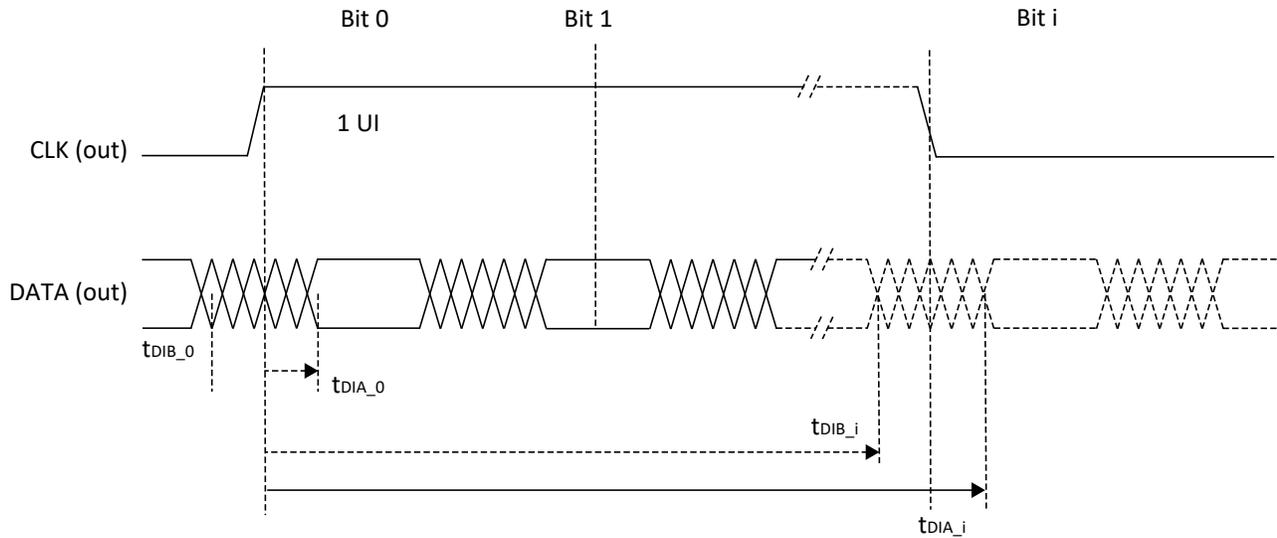 Bit 0 Bit 1 Bit i
1 UI
CLK (out)
DATA (out)
tDIB_0
tDIA_0
tDIB_i
tDIA_i